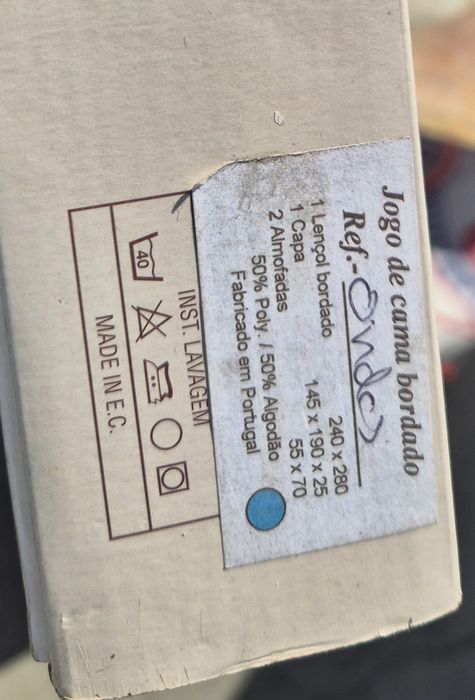 Jogo de cama bordado
Ref.- Ondas
1 Lençol bordado 240 x 280
1 Capa 145 x 190 x 25
2 Almofadas 55 x 70
50% Poly. / 50% Algodão
Fabricado em Portugal
INST. LAVAGEM
40
MADE IN E.C.